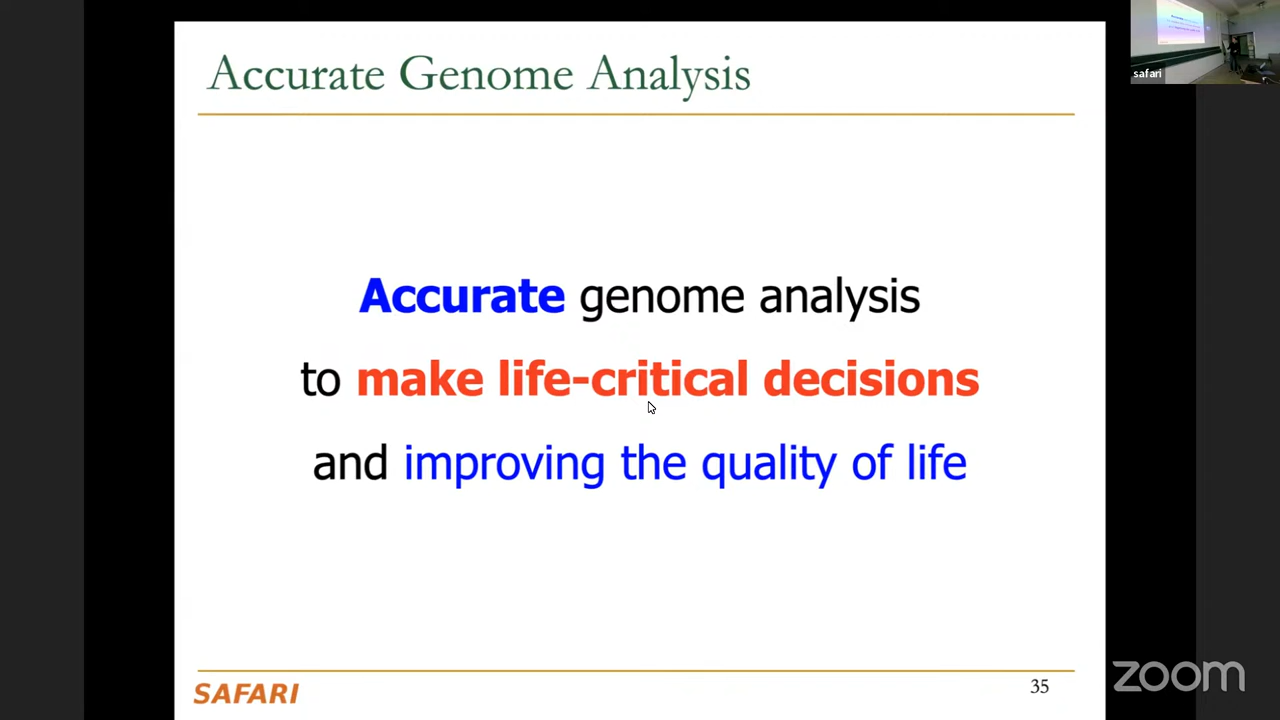 Accurate Genome Analysis
safari
Accurate genome analysis
to make life-critical decisions
and improving the quality of life
SAFARI
35
zoom